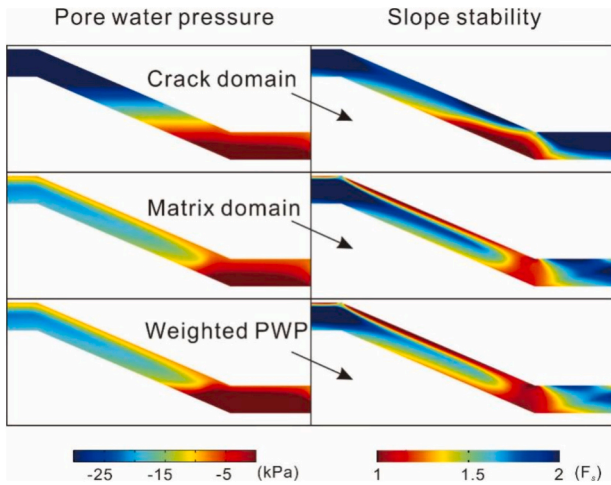 Pore water pressure Slope stability
Crack domain
Matrix domain
Weighted PWP
-25 -15 -5 (kPa) 1 1.5 2 (Fs)